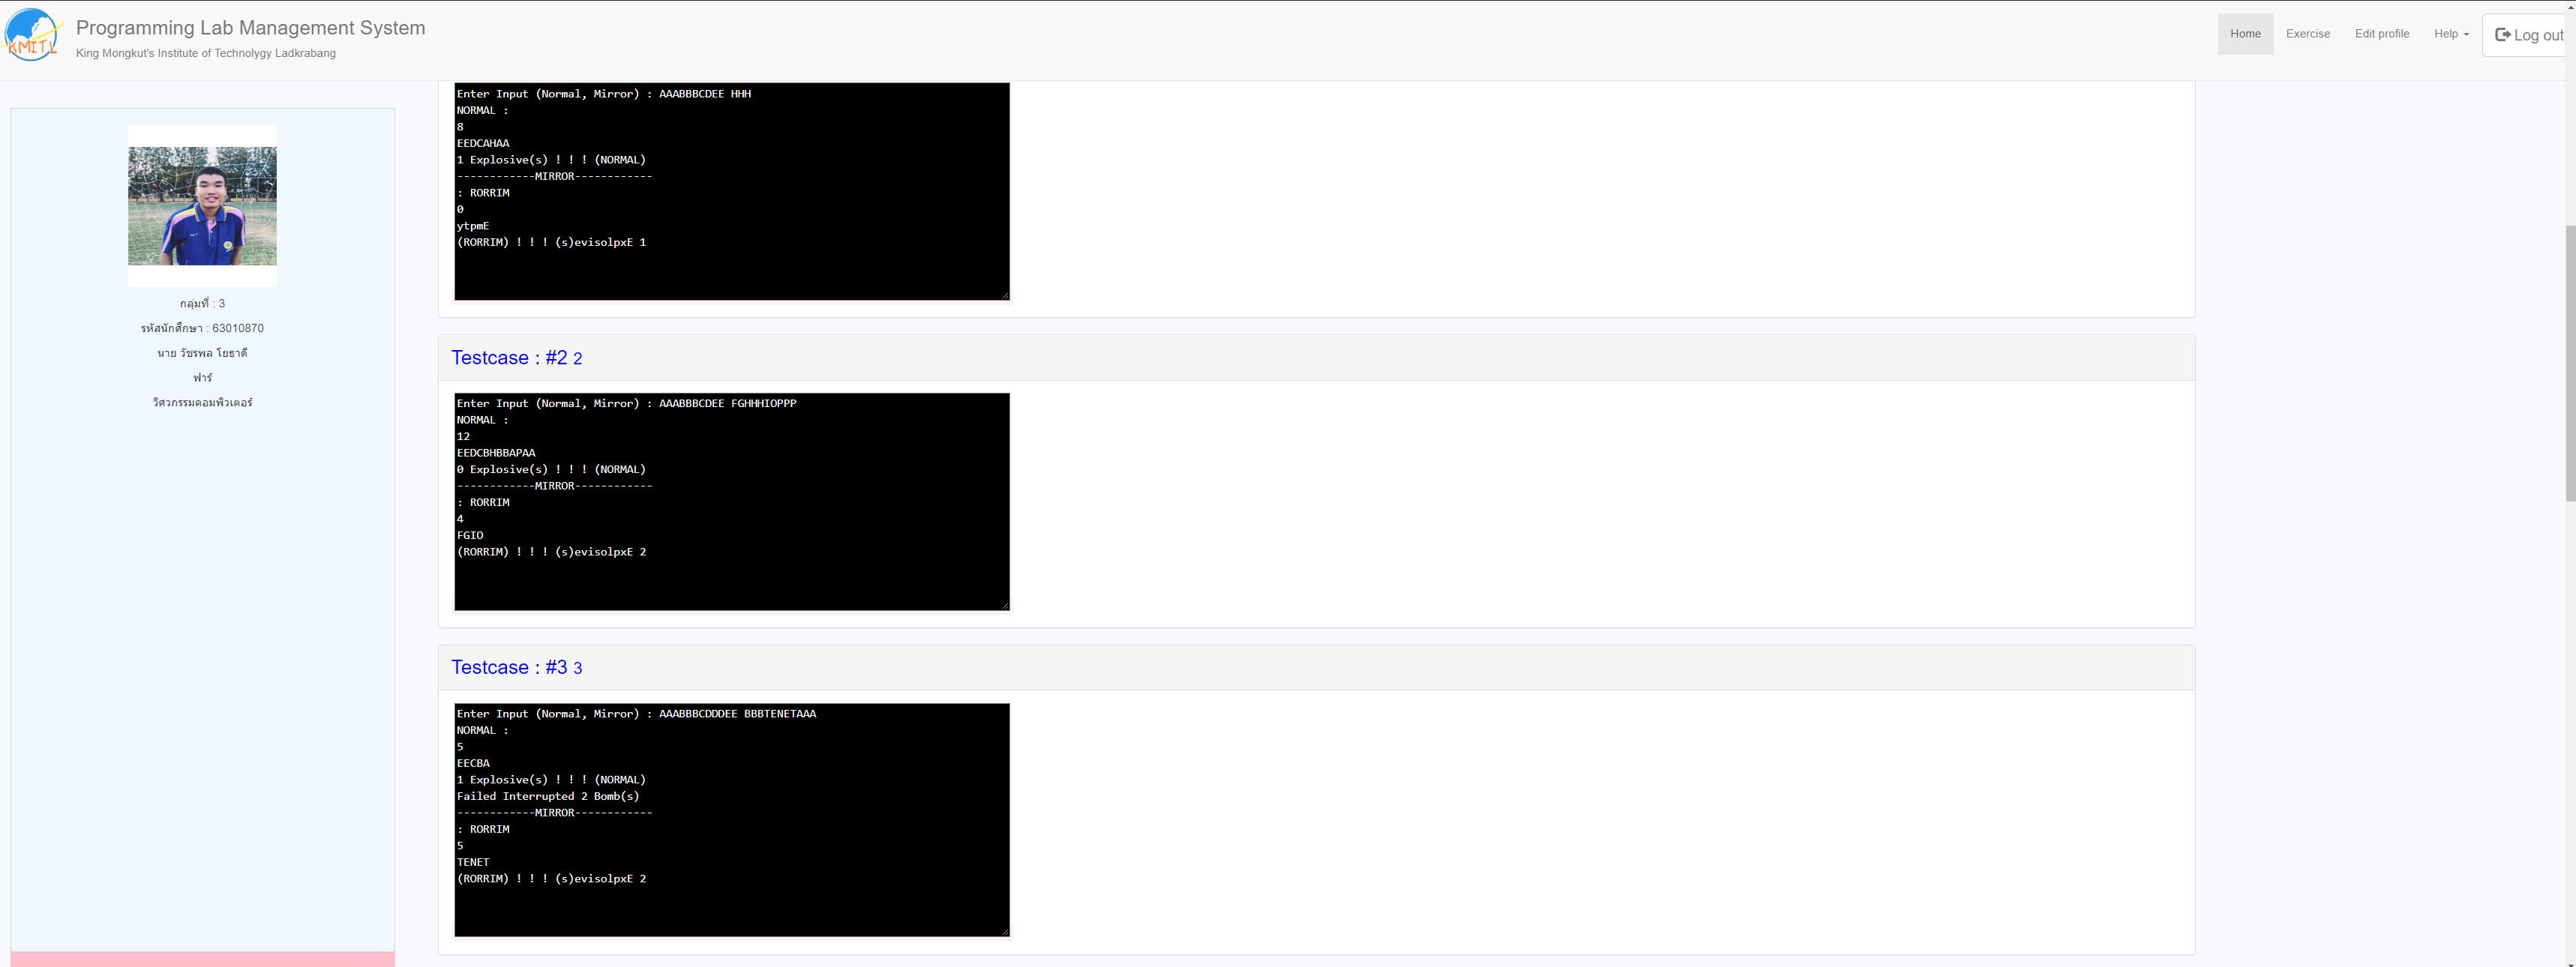 KMITL
Programming Lab Management System
King Mongkut's Institute of Technolygy Ladkrabang
Home Exercise Edit profile Help Log out
กลุ่มที่ : 3
รหัสนักศึกษา : 63010870
นาย วัชรพล โยธาดี
ฟาร์
วิศวกรรมคอมพิวเตอร์
Enter Input (Normal, Mirror) : AAABBBCDEE HHH
NORMAL :
8
EEDCAHAA
1 Explosive(s) ! ! ! (NORMAL)
------------MIRROR------------
: RORRIM
0
ytpmE
(RORRIM) ! ! ! (s)evisolpxE 1
Testcase : #2 2
Enter Input (Normal, Mirror) : AAABBBCDEE FGHHHIOPPP
NORMAL :
12
EEDCBHBBAPAA
0 Explosive(s) ! ! ! (NORMAL)
------------MIRROR------------
: RORRIM
4
FGIO
(RORRIM) ! ! ! (s)evisolpxE 2
Testcase : #3 3
Enter Input (Normal, Mirror) : AAABBBCDDDEE BBBTENETAAA
NORMAL :
5
EECBA
1 Explosive(s) ! ! ! (NORMAL)
Failed Interrupted 2 Bomb(s)
------------MIRROR------------
: RORRIM
5
TENET
(RORRIM) ! ! ! (s)evisolpxE 2